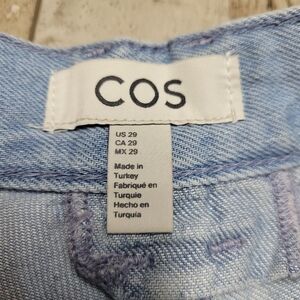 COS
US 29
CA 29
MX 29
Made in
Turkey
Fabriqué en
Turquie
Hecho en
Turquía